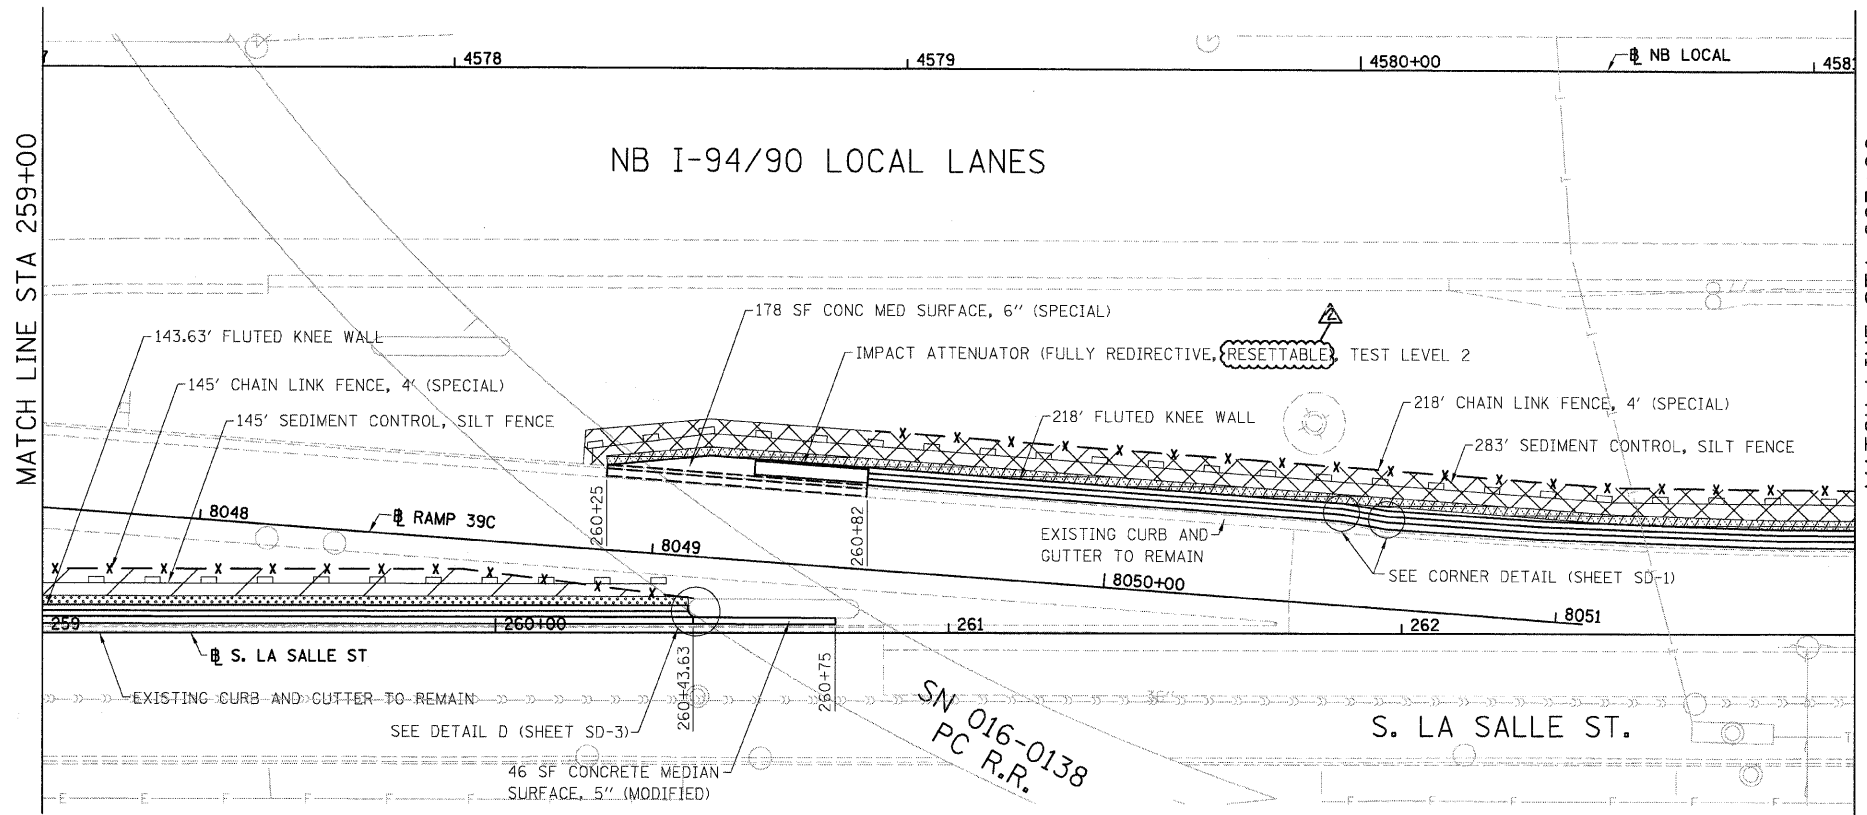 4578
4579
4580+00
℄ NB LOCAL
MATCH LINE STA 259+00
NB I-94/90 LOCAL LANES
178 SF CONC MED SURFACE, 6" (SPECIAL)
2
143.63' FLUTED KNEE WALL
IMPACT ATTENUATOR (FULLY REDIRECTIVE, RESETTABLE), TEST LEVEL 2
145' CHAIN LINK FENCE, 4' (SPECIAL)
218' FLUTED KNEE WALL
218' CHAIN LINK FENCE, 4' (SPECIAL)
145' SEDIMENT CONTROL, SILT FENCE
283' SEDIMENT CONTROL, SILT FENCE
8048
℄ RAMP 39C
260+25
8049
260+82
EXISTING CURB AND
GUTTER TO REMAIN
8050+00
SEE CORNER DETAIL (SHEET SD-1)
8051
259
260+00
261
262
℄ S. LA SALLE ST
260+43.63
260+75
EXISTING CURB AND GUTTER TO REMAIN
36"
SEE DETAIL D (SHEET SD-3)
SN 016-0138
PC R.R.
S. LA SALLE ST.
46 SF CONCRETE MEDIAN
SURFACE, 5" (MODIFIED)